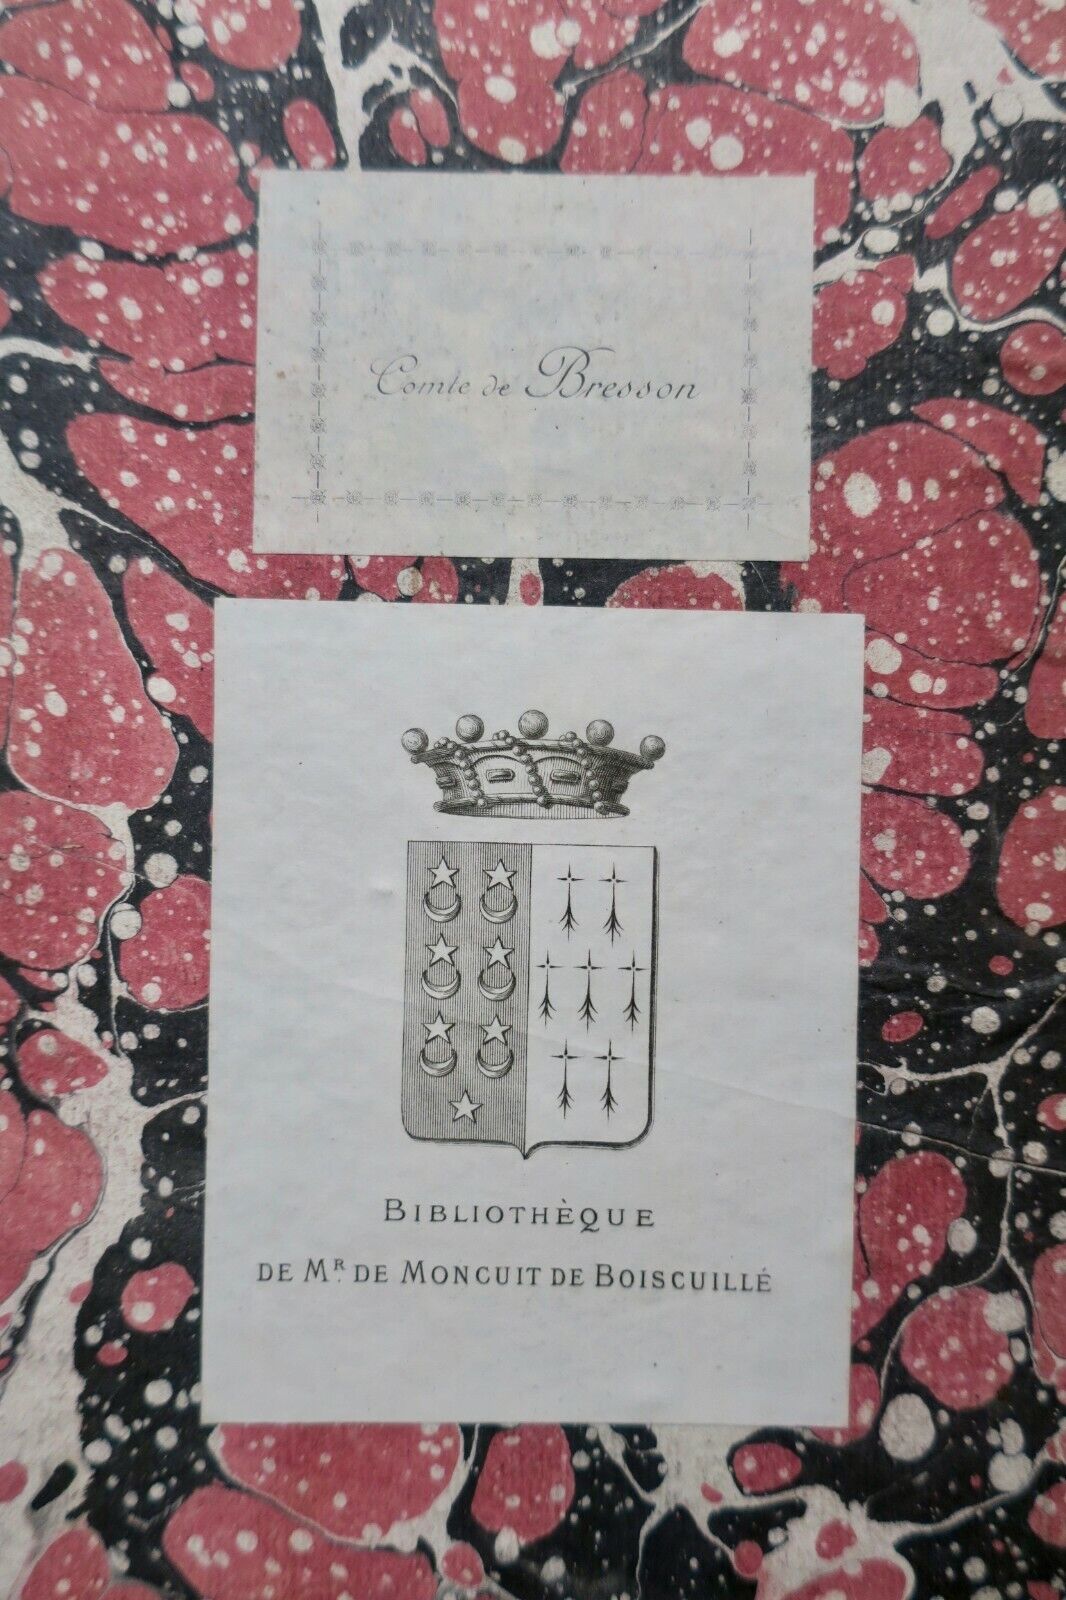 Comte de Bresson
BIBLIOTHÈQUE
DE MR. DE MONCUIT DE BOISCUILLÉ